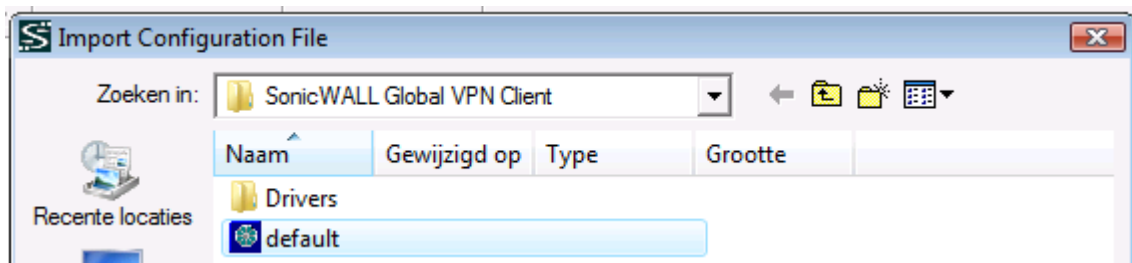 Import Configuration File
Zoeken in: SonicWALL Global VPN Client
Naam Gewijzigd op Type Grootte
Drivers
Recente locaties
default